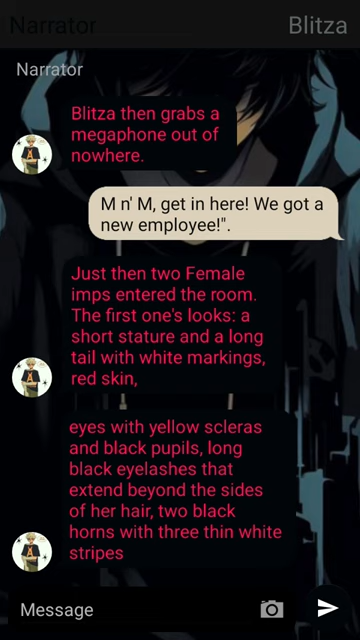 Narrator
Blitza
Narrator
Blitza then grabs a
megaphone out of
nowhere.
M n' M, get in here! We got a
new employee!".
Just then two Female
imps entered the room.
The first one's looks: a
short stature and a long
tail with white markings,
red skin,
eyes with yellow scleras
and black pupils, long
black eyelashes that
extend beyond the sides
of her hair, two black
horns with three thin white
stripes
Message